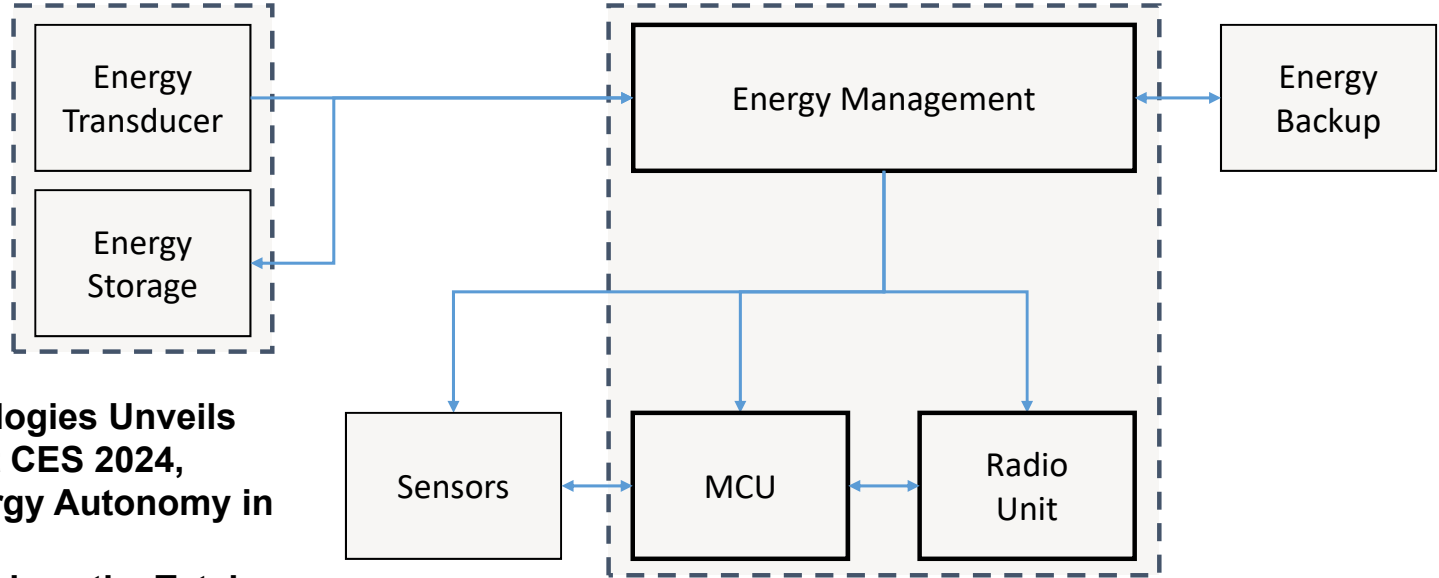 Energy
Transducer
Energy
Storage
Energy Management
Energy
Backup
Sensors
MCU
Radio
Unit
logies Unveils
CES 2024,
rgy Autonomy in